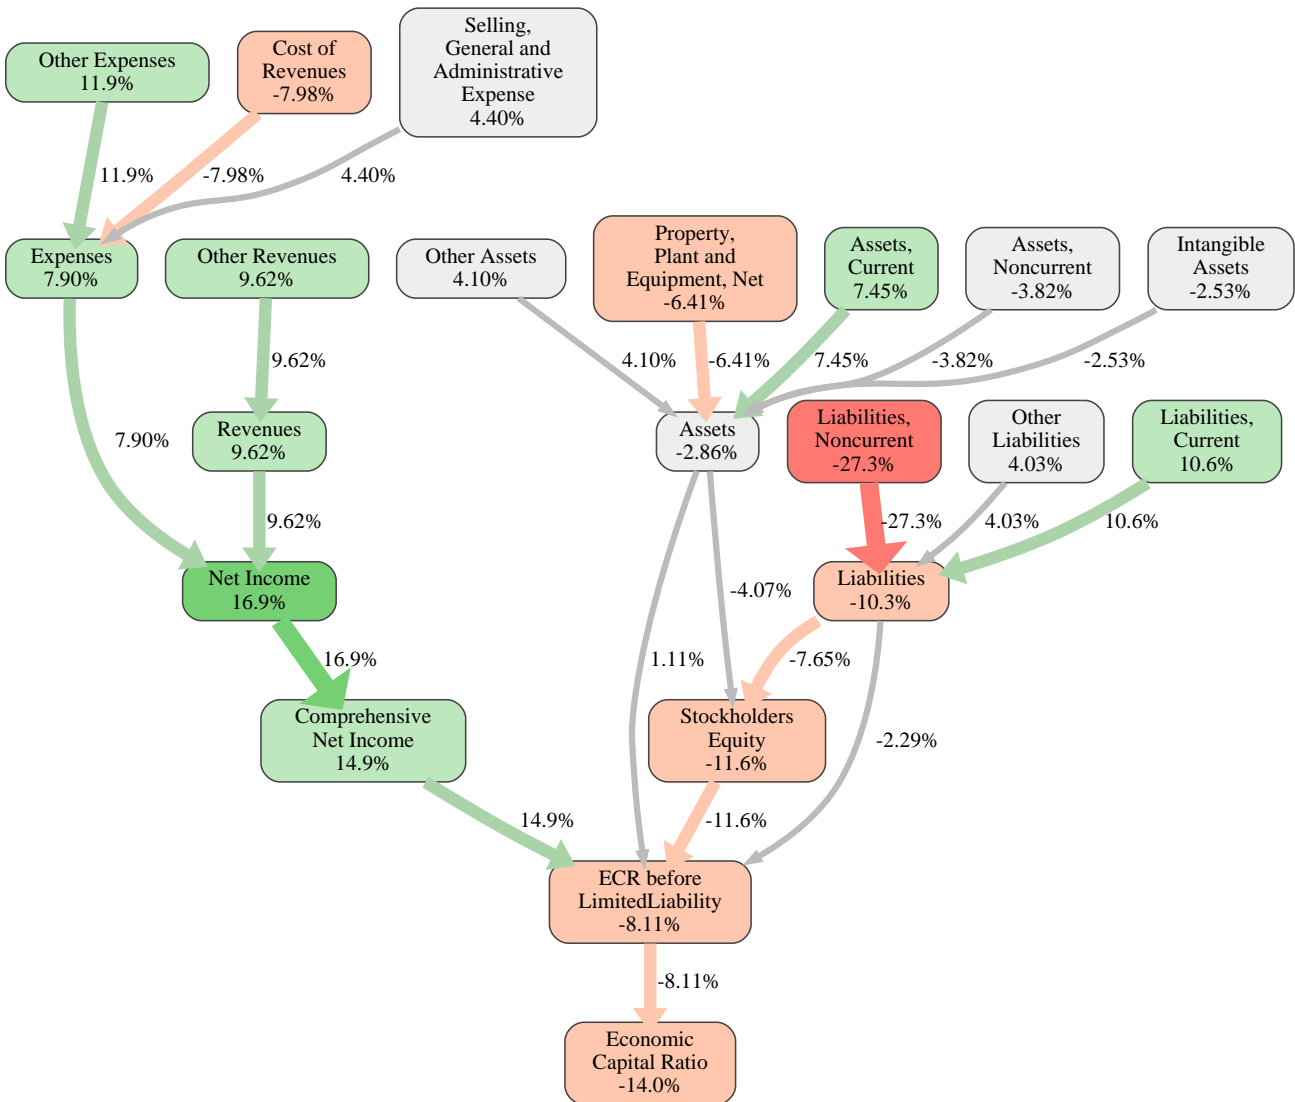 Other Expenses
11.9%
Cost of
Revenues
-7.98%
Selling,
General and
Administrative
Expense
4.40%
11.9%
-7.98%
4.40%
Expenses
7.90%
Other Revenues
9.62%
Other Assets
4.10%
Property,
Plant and
Equipment, Net
-6.41%
Assets,
Current
7.45%
Assets,
Noncurrent
-3.82%
Intangible
Assets
-2.53%
9.62%
4.10%
-6.41%
7.45%
-3.82%
-2.53%
7.90%
Revenues
9.62%
Assets
-2.86%
Liabilities,
Noncurrent
-27.3%
Other
Liabilities
4.03%
Liabilities,
Current
10.6%
9.62%
-27.3%
4.03%
10.6%
Net Income
16.9%
-4.07%
Liabilities
-10.3%
16.9%
1.11%
-7.65%
-2.29%
Comprehensive
Net Income
14.9%
Stockholders
Equity
-11.6%
14.9%
-11.6%
ECR before
LimitedLiability
-8.11%
-8.11%
Economic
Capital Ratio
-14.0%